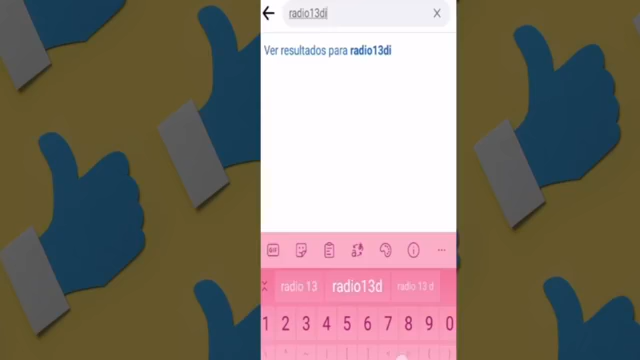 radio13di X
Ver resultados para radio13di
GIF
radio 13 radio13d radio 13 d
1 2 3 4 5 6 7 8 9 0